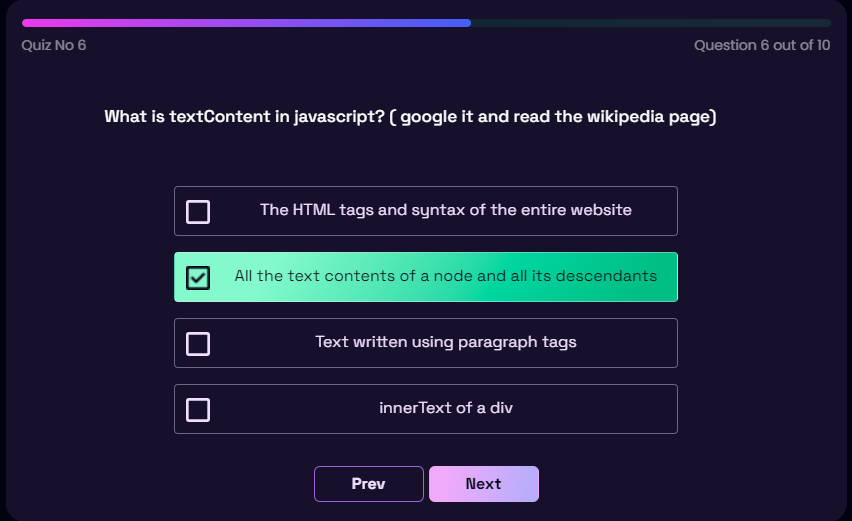 Quiz No 6
Question 6 out of 10
What is textContent in javascript? ( google it and read the wikipedia page)
The HTML tags and syntax of the entire website
All the text contents of a node and all its descendants
Text written using paragraph tags
innerText of a div
Prev
Next